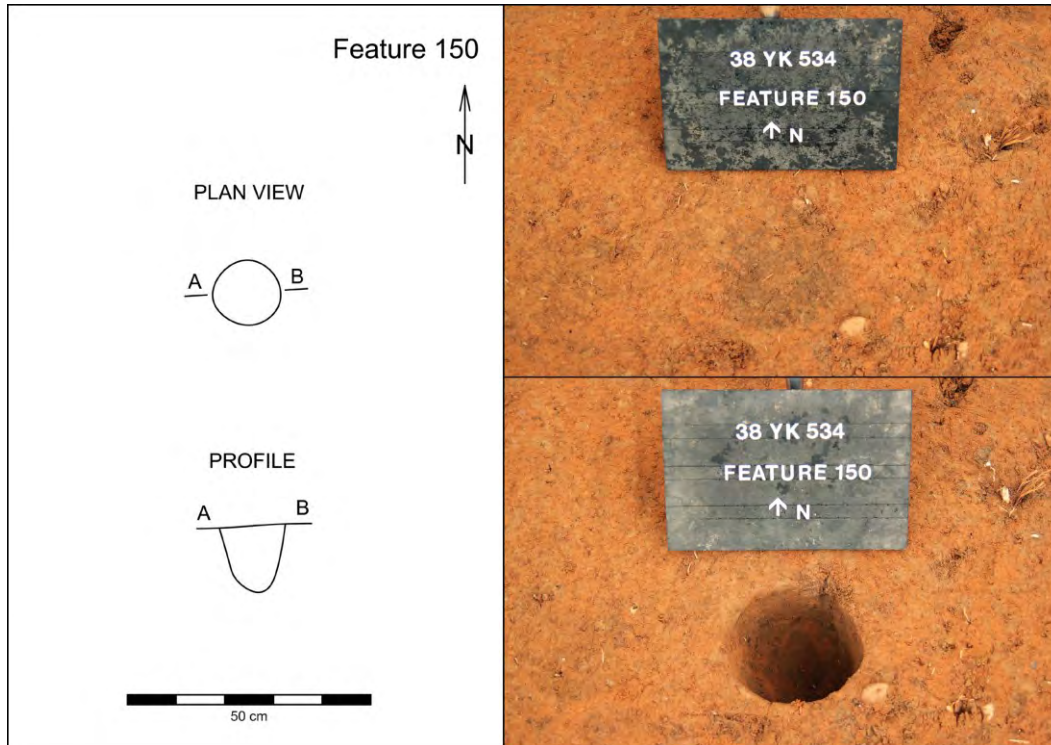 Feature 150
N
PLAN VIEW
A B
PROFILE
A B
50 cm
38 YK 534
FEATURE 150
↑ N
38 YK 534
FEATURE 150
↑ N